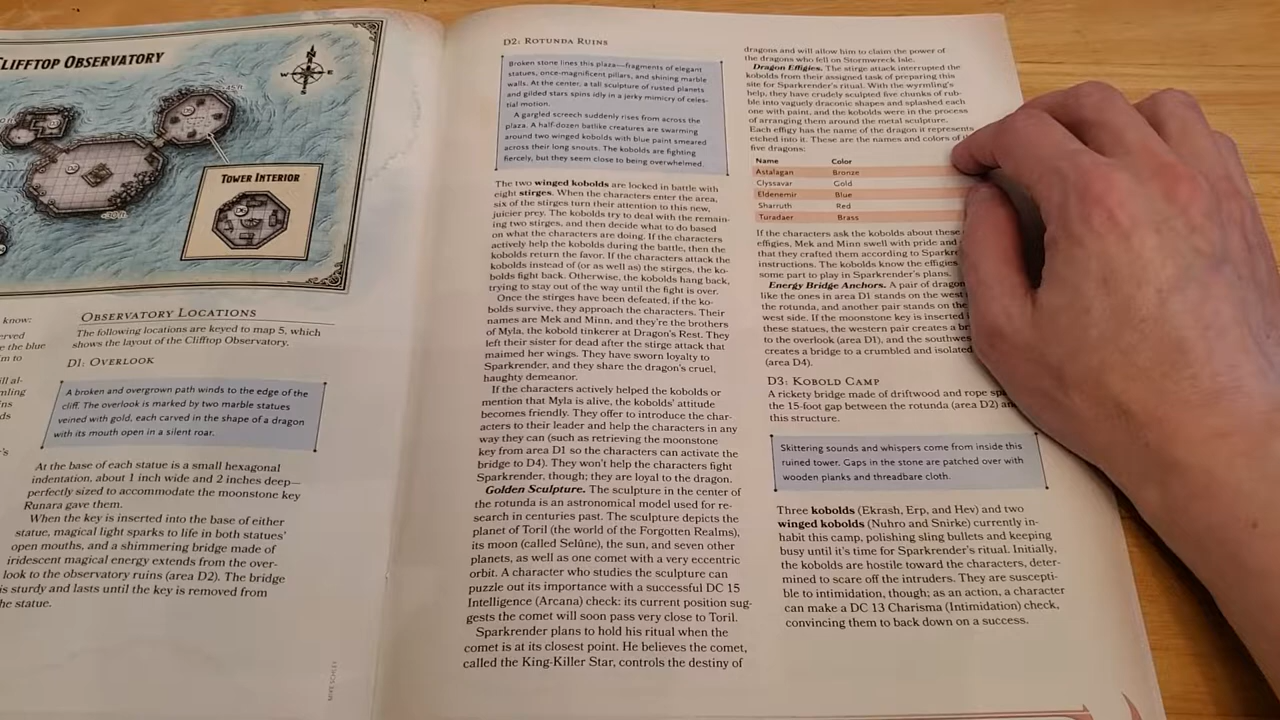 CLIFFTOP OBSERVATORY
N
W
E
S
45 ft
TOWER INTERIOR
<30 ft
know:
erved
e the blue
m to
ill al-
mling
ins
ds
r's
OBSERVATORY LOCATIONS
The following locations are keyed to map 5, which
shows the layout of the Clifftop Observatory.
D1: OVERLOOK
A broken and overgrown path winds to the edge of the
cliff. The overlook is marked by two marble statues
veined with gold, each carved in the shape of a dragon
with its mouth open in a silent roar.
At the base of each statue is a small hexagonal
indentation, about 1 inch wide and 2 inches deep—
perfectly sized to accommodate the moonstone key
Runara gave them.
When the key is inserted into the base of either
statue, magical light sparks to life in both statues'
open mouths, and a shimmering bridge made of
iridescent magical energy extends from the over-
look to the observatory ruins (area D2). The bridge
is sturdy and lasts until the key is removed from
he statue.
MIKE SCHLEY
D2: ROTUNDA RUINS
Broken stone lines this plaza—fragments of elegant
statues, once-magnificent pillars, and shining marble
walls. At the center, a tall sculpture of rusted planets
and gilded stars spins idly in a jerky mimicry of celes-
tial motion.
A gargled screech suddenly rises from across the
plaza. A half-dozen batlike creatures are swarming
around two winged kobolds with blue paint smeared
across their long snouts. The kobolds are fighting
fiercely, but they seem close to being overwhelmed.
The two winged kobolds are locked in battle with
eight stirges. When the characters enter the area,
six of the stirges turn their attention to this new,
juicier prey. The kobolds try to deal with the remain-
ing two stirges, and then decide what to do based
on what the characters are doing. If the characters
actively help the kobolds during the battle, then the
kobolds return the favor. If the characters attack the
kobolds instead of (or as well as) the stirges, the ko-
bolds fight back. Otherwise, the kobolds hang back,
trying to stay out of the way until the fight is over.
Once the stirges have been defeated, if the ko-
bolds survive, they approach the characters. Their
names are Mek and Minn, and they're the brothers
of Myla, the kobold tinkerer at Dragon's Rest. They
left their sister for dead after the stirge attack that
maimed her wings. They have sworn loyalty to
Sparkrender, and they share the dragon's cruel,
haughty demeanor.
If the characters actively helped the kobolds or
mention that Myla is alive, the kobolds' attitude
becomes friendly. They offer to introduce the char-
acters to their leader and help the characters in any
way they can (such as retrieving the moonstone
key from area D1 so the characters can activate the
bridge to D4). They won't help the characters fight
Sparkrender, though; they are loyal to the dragon.
Golden Sculpture. The sculpture in the center of
the rotunda is an astronomical model used for re-
search in centuries past. The sculpture depicts the
planet of Toril (the world of the Forgotten Realms),
its moon (called Selûne), the sun, and seven other
planets, as well as one comet with a very eccentric
orbit. A character who studies the sculpture can
puzzle out its importance with a successful DC 15
Intelligence (Arcana) check: its current position sug-
gests the comet will soon pass very close to Toril.
Sparkrender plans to hold his ritual when the
comet is at its closest point. He believes the comet,
called the King-Killer Star, controls the destiny of
dragons and will allow him to claim the power of
the dragons who fell on Stormwreck Isle.
Dragon Effigies. The stirge attack interrupted the
kobolds from their assigned task of preparing this
site for Sparkrender's ritual. With the wyrmling's
help, they have crudely sculpted five chunks of rub-
ble into vaguely draconic shapes and splashed each
one with paint, and the kobolds were in the process
of arranging them around the metal sculpture.
Each effigy has the name of the dragon it represents
etched into it. These are the names and colors of th
five dragons:
Name Color
Astalagan Bronze
Clyssavar Gold
Eldenemir Blue
Sharruth Red
Turadaer Brass
If the characters ask the kobolds about these
effigies, Mek and Minn swell with pride and
that they crafted them according to Sparkre
instructions. The kobolds know the effigies
some part to play in Sparkrender's plans.
Energy Bridge Anchors. A pair of dragon
like the ones in area D1 stands on the west
the rotunda, and another pair stands on the
west side. If the moonstone key is inserted i
these statues, the western pair creates a br
to the overlook (area D1), and the southwes
creates a bridge to a crumbled and isolated
(area D4).
D3: KOBOLD CAMP
A rickety bridge made of driftwood and rope sp
the 15-foot gap between the rotunda (area D2) an
this structure.
Skittering sounds and whispers come from inside this
ruined tower. Gaps in the stone are patched over with
wooden planks and threadbare cloth.
Three kobolds (Ekrash, Erp, and Hev) and two
winged kobolds (Nuhro and Snirke) currently in-
habit this camp, polishing sling bullets and keeping
busy until it's time for Sparkrender's ritual. Initially,
the kobolds are hostile toward the characters, deter-
mined to scare off the intruders. They are suscepti-
ble to intimidation, though; as an action, a character
can make a DC 13 Charisma (Intimidation) check,
convincing them to back down on a success.